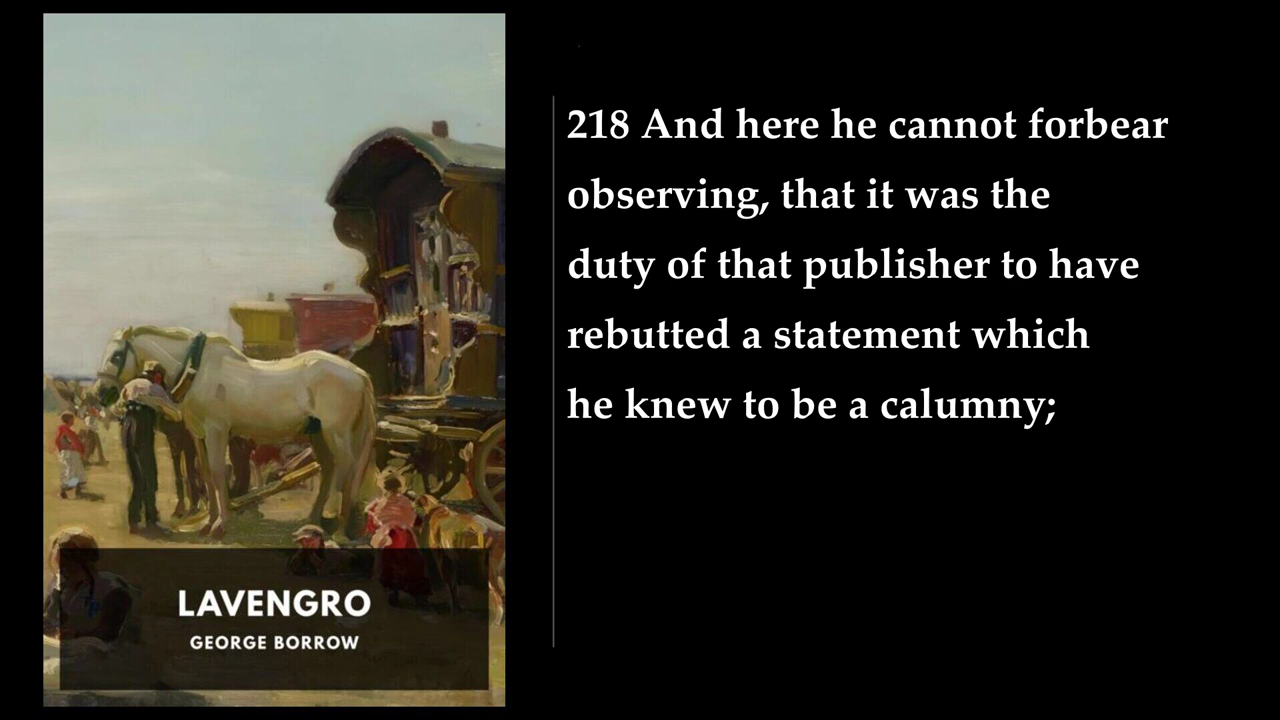 218 And here he cannot forbear
observing, that it was the
duty of that publisher to have
rebutted a statement which
he knew to be a calumny;
LAVENGRO
GEORGE BORROW